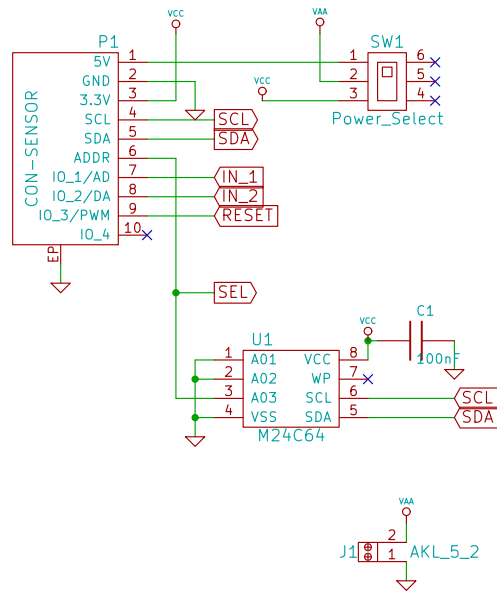 VCC
VAA
P1
SW1
CON-SENSOR
5V 1
GND 2
3.3V 3
SCL 4
SDA 5
ADDR 6
IO_1/AD 7
IO_2/DA 8
IO_3/PWM 9
IO_4 10
EP
VCC
1 6
2 5
3 4
Power_Select
SCL
SDA
IN_1
IN_2
RESET
SEL
U1
1 A01 VCC 8
2 A02 WP 7
3 A03 SCL 6
4 VSS SDA 5
M24C64
VCC
C1
100nF
SCL
SDA
VAA
J1
2
1
AKL_5_2